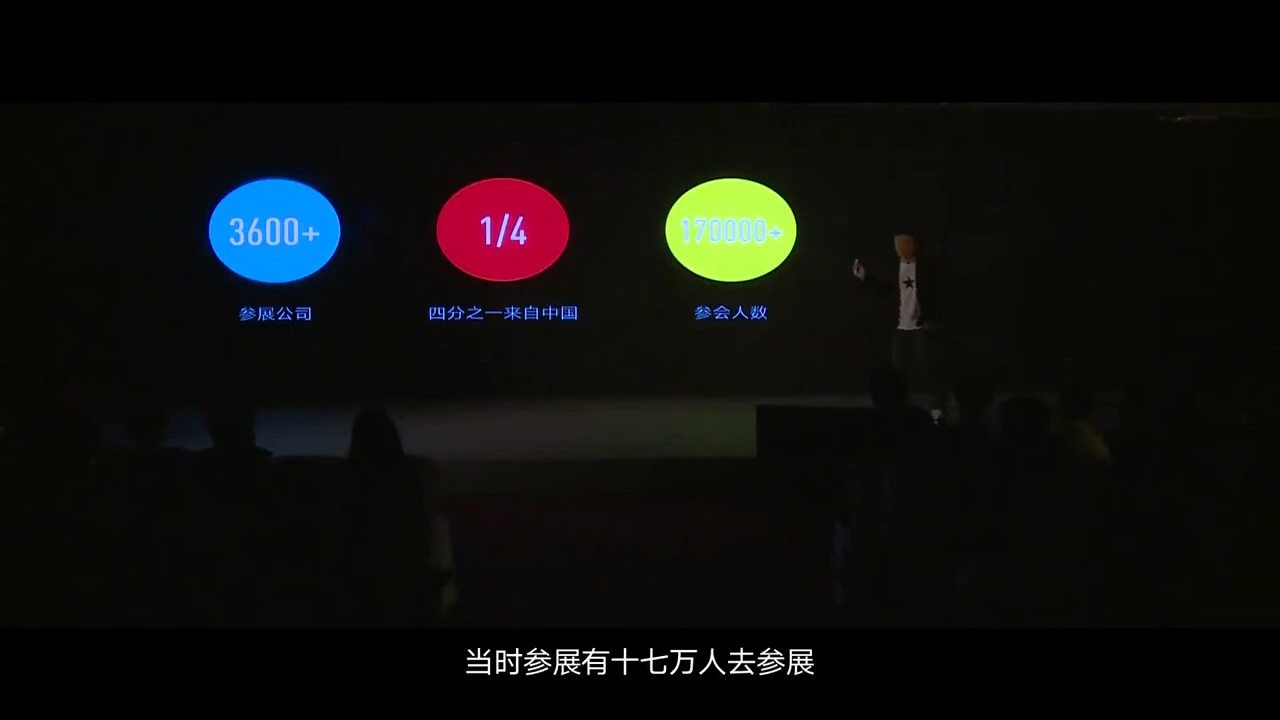 3600+
1/4
170000+
参展公司
四分之一来自中国
参会人数
当时参展有十七万人去参展